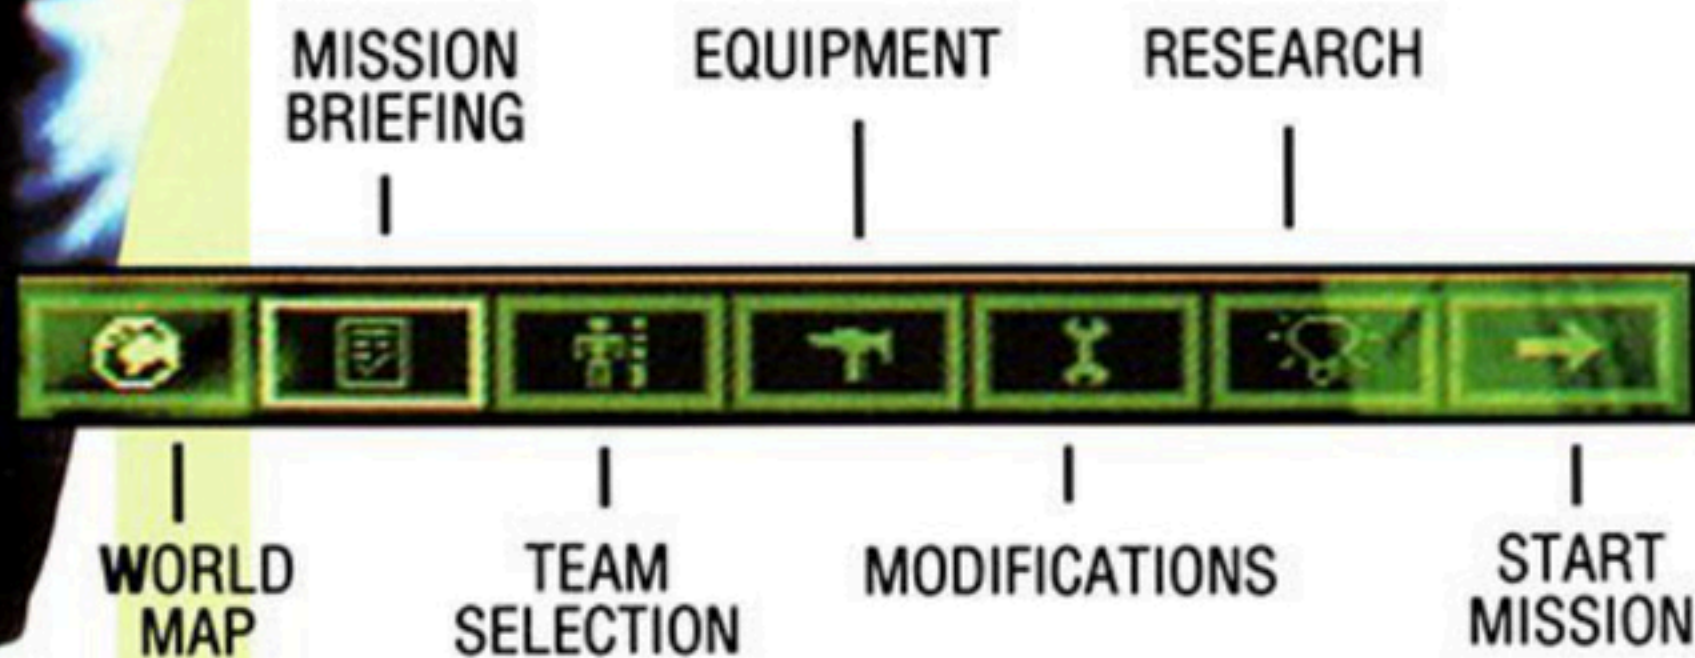 MISSION
BRIEFING
EQUIPMENT
RESEARCH
WORLD
MAP
TEAM
SELECTION
MODIFICATIONS
START
MISSION